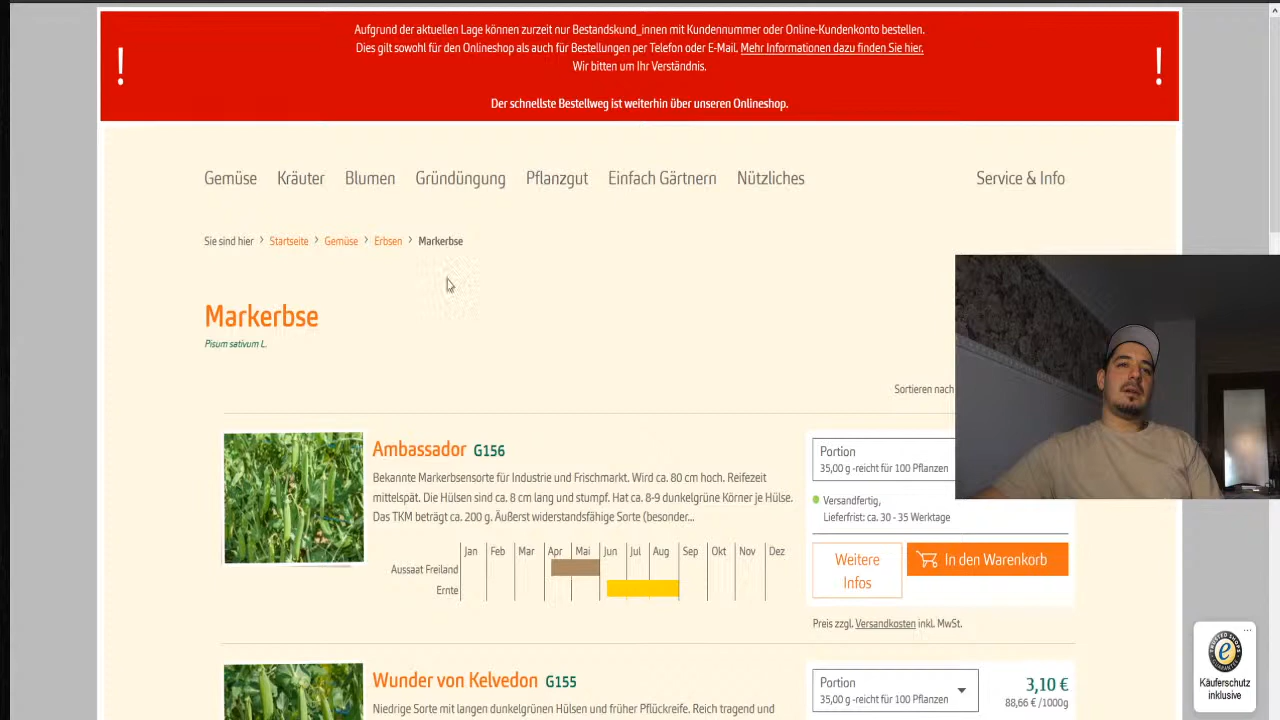 Aufgrund der aktuellen Lage können zurzeit nur Bestandskund_innen mit Kundennummer oder Online-Kundenkonto bestellen.
Dies gilt sowohl für den Onlineshop als auch für Bestellungen per Telefon oder E-Mail. Mehr Informationen dazu finden Sie hier.
! !
Wir bitten um Ihr Verständnis.
Der schnellste Bestellweg ist weiterhin über unseren Onlineshop.
Gemüse Kräuter Blumen Gründüngung Pflanzgut Einfach Gärtnern Nützliches Service & Info
Sie sind hier › Startseite › Gemüse › Erbsen › Markerbse
Markerbse
Pisum sativum L.
Sortieren nach
Ambassador G156
Bekannte Markerbsensorte für Industrie und Frischmarkt. Wird ca. 80 cm hoch. Reifezeit
mittelspät. Die Hülsen sind ca. 8 cm lang und stumpf. Hat ca. 8-9 dunkelgrüne Körner je Hülse.
Das TKM beträgt ca. 200 g. Äußerst widerstandsfähige Sorte (besonder...
Jan Feb Mar Apr Mai Jun Jul Aug Sep Okt Nov Dez
Aussaat Freiland
Ernte
Portion
35,00 g -reicht für 100 Pflanzen
Versandfertig,
Lieferfrist: ca. 30 - 35 Werktage
Weitere
Infos
In den Warenkorb
Preis zzgl. Versandkosten inkl. MwSt.
Wunder von Kelvedon G155
Niedrige Sorte mit langen dunkelgrünen Hülsen und früher Pflückreife. Reich tragend und
Portion
35,00 g -reicht für 100 Pflanzen
3,10 €
88,66 € /1000g
...
e
Käuferschutz
inklusive